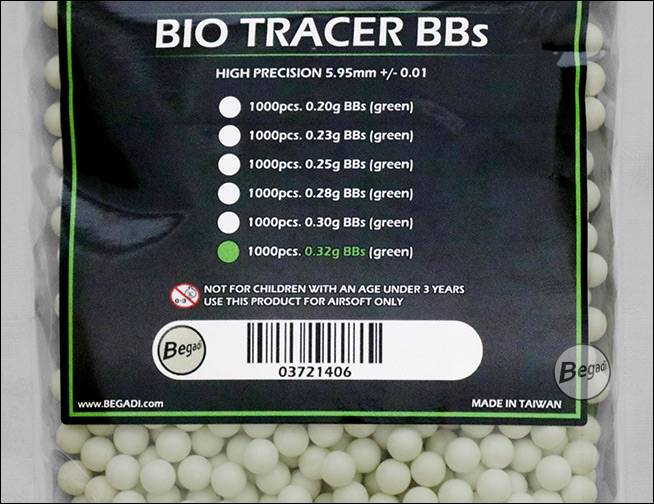 BIO TRACER BBs
HIGH PRECISION 5.95mm +/- 0.01
1000pcs. 0.20g BBs (green)
1000pcs. 0.23g BBs (green)
1000pcs. 0.25g BBs (green)
1000pcs. 0.28g BBs (green)
1000pcs. 0.30g BBs (green)
1000pcs. 0.32g BBs (green)
0-3
NOT FOR CHILDREN WITH AN AGE UNDER 3 YEARS
USE THIS PRODUCT FOR AIRSOFT ONLY
Begadi
03721406
Begadi
www.BEGADI.com
MADE IN TAIWAN